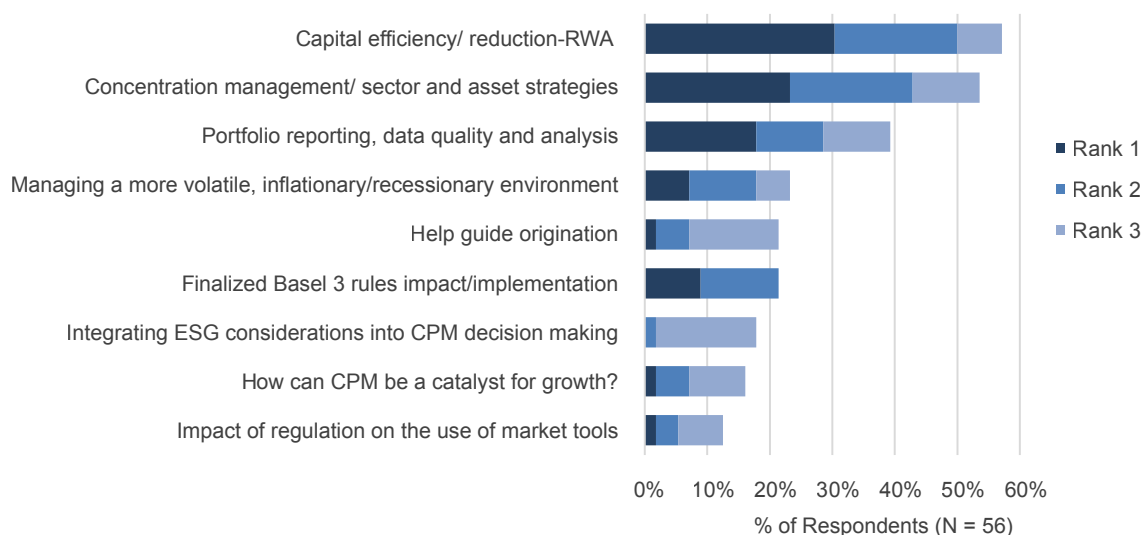 Capital efficiency/ reduction-RWA
Concentration management/ sector and asset strategies
Portfolio reporting, data quality and analysis
Managing a more volatile, inflationary/recessionary environment
Help guide origination
Finalized Basel 3 rules impact/implementation
Integrating ESG considerations into CPM decision making
How can CPM be a catalyst for growth?
Impact of regulation on the use of market tools
Rank 1
Rank 2
Rank 3
0% 10% 20% 30% 40% 50% 60%
% of Respondents (N = 56)